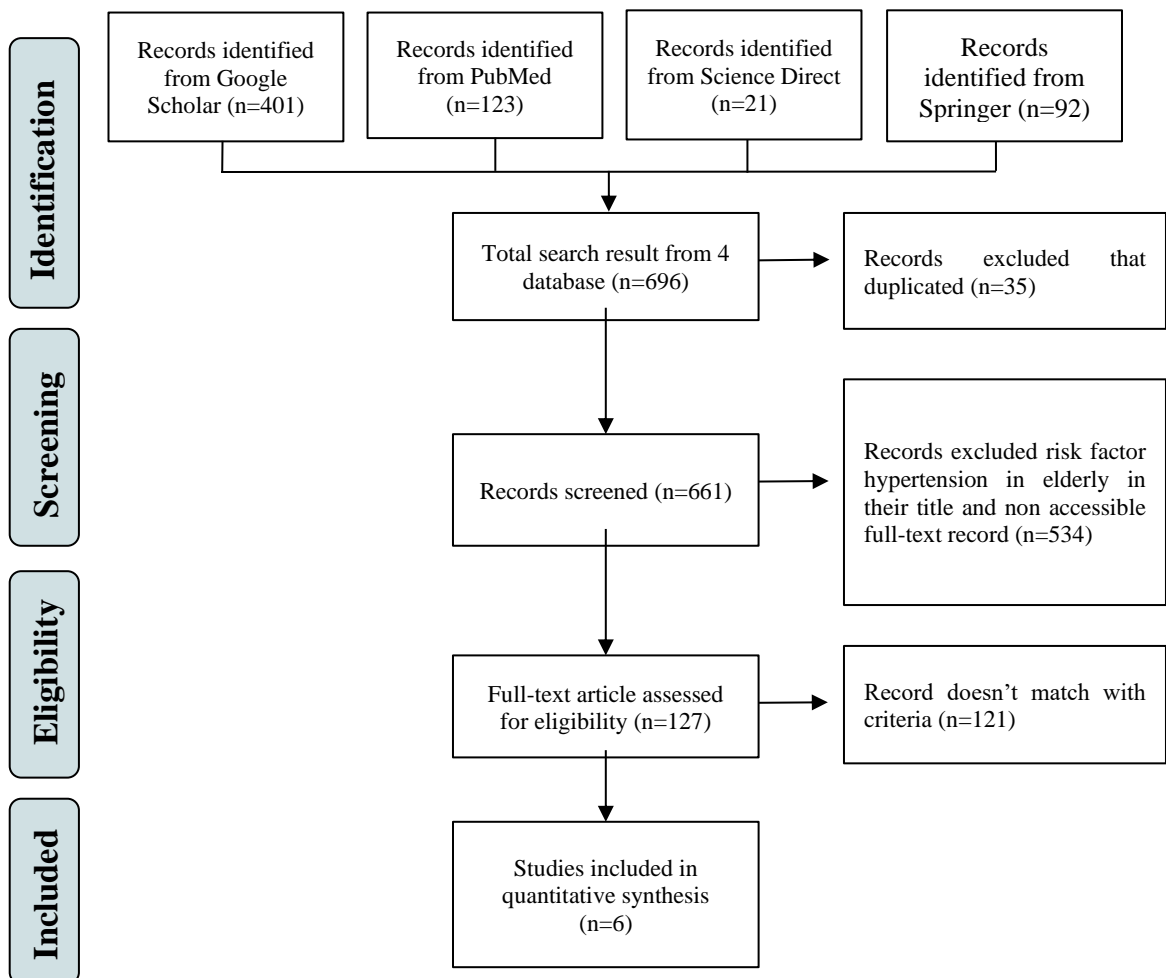 Identification
Records identified
from Google
Scholar (n=401)
Records identified
from PubMed
(n=123)
Records identified
from Science Direct
(n=21)
Records
identified from
Springer (n=92)
Total search result from 4
database (n=696)
Records excluded that
duplicated (n=35)
Screening
Records screened (n=661)
Records excluded risk factor
hypertension in elderly in
their title and non accessible
full-text record (n=534)
Eligibility
Full-text article assessed
for eligibility (n=127)
Record doesn’t match with
criteria (n=121)
Included
Studies included in
quantitative synthesis
(n=6)